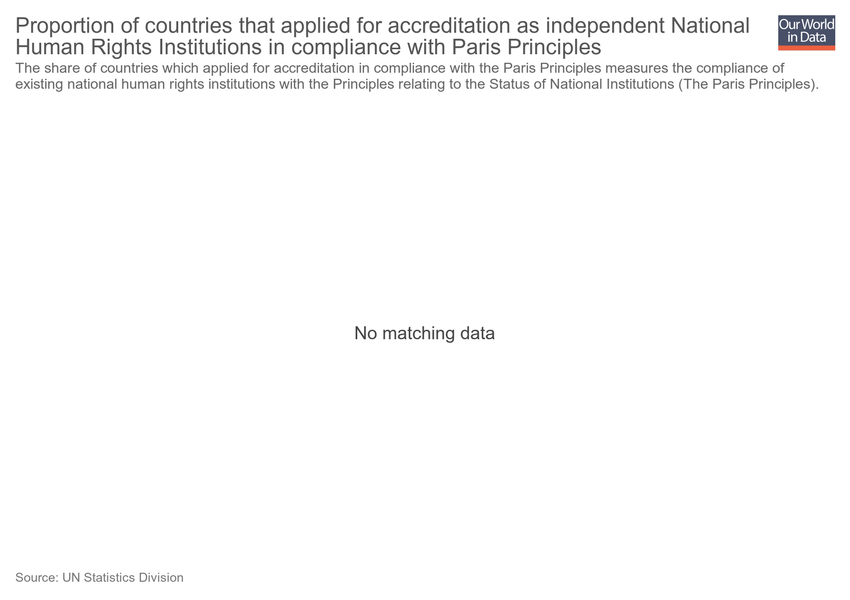 Proportion of countries that applied for accreditation as independent National
Human Rights Institutions in compliance with Paris Principles
Our World
in Data
The share of countries which applied for accreditation in compliance with the Paris Principles measures the compliance of
existing national human rights institutions with the Principles relating to the Status of National Institutions (The Paris Principles).
No matching data
Source: UN Statistics Division